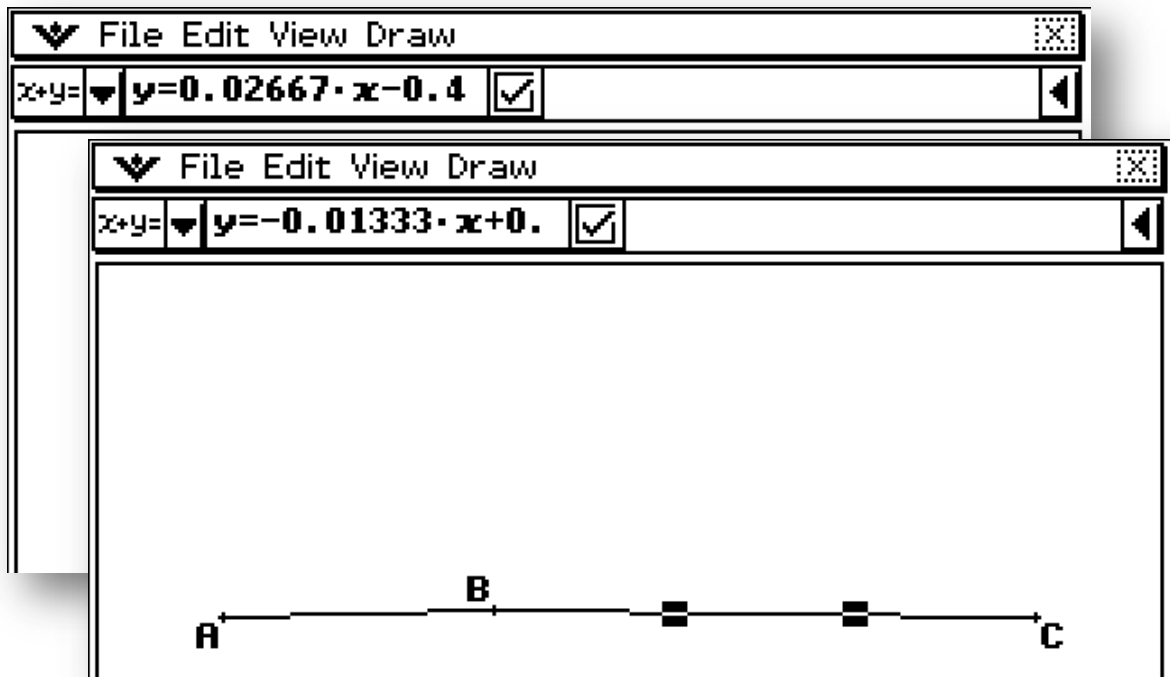 File Edit View Draw
x+y= y=0.02667·x-0.4
File Edit View Draw
x+y= y=-0.01333·x+0.
B
A
C